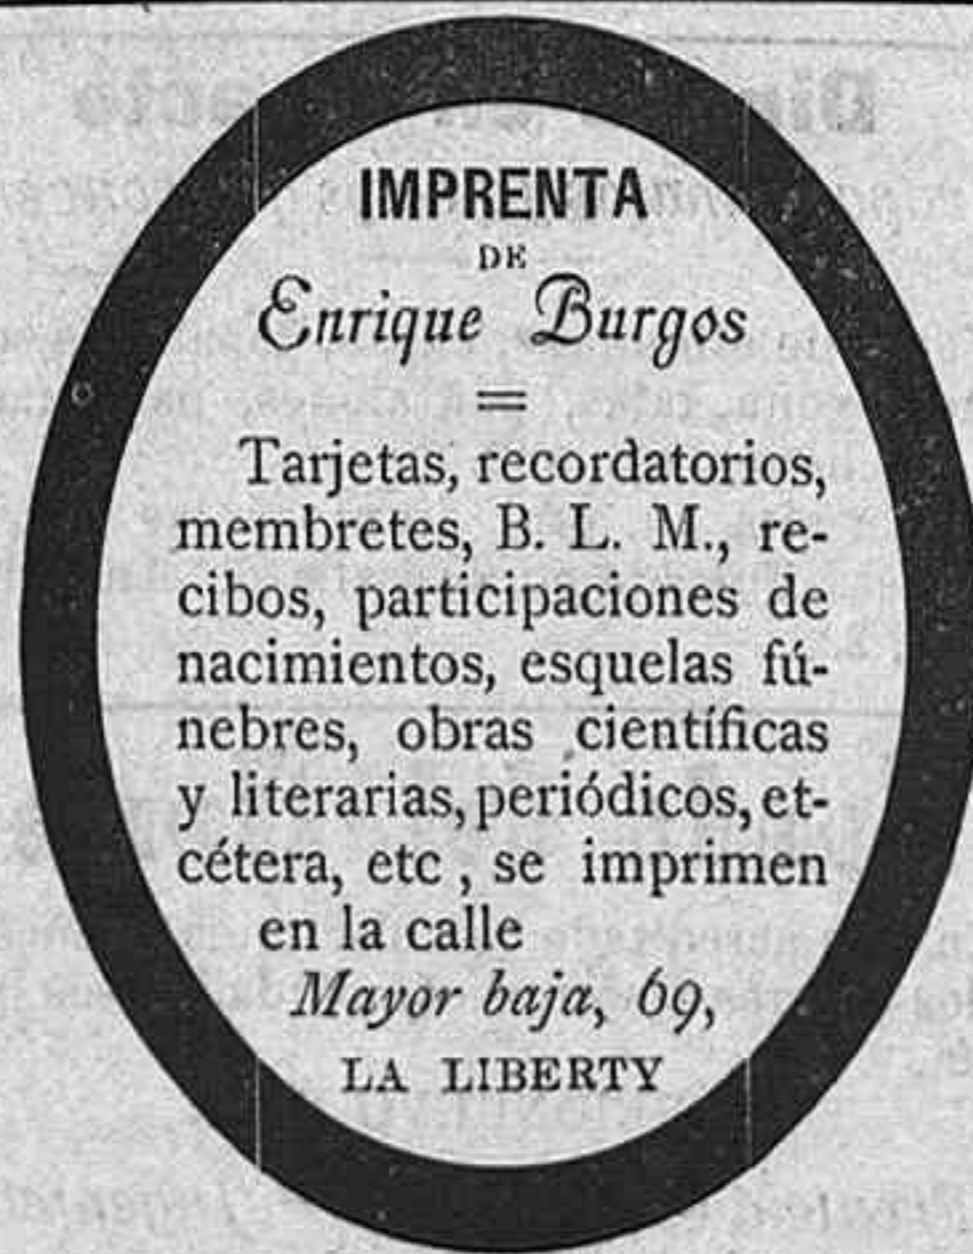 IMPRENTA
DE
Enrique Burgos
=
Tarjetas, recordatorios,
membretes, B. L. M., re-
cibos, participaciones de
nacimientos, esquelas fú-
nebres, obras científicas
y literarias, periódicos, et-
cétera, etc , se imprimen
en la calle
Mayor baja, 69,
LA LIBERTY